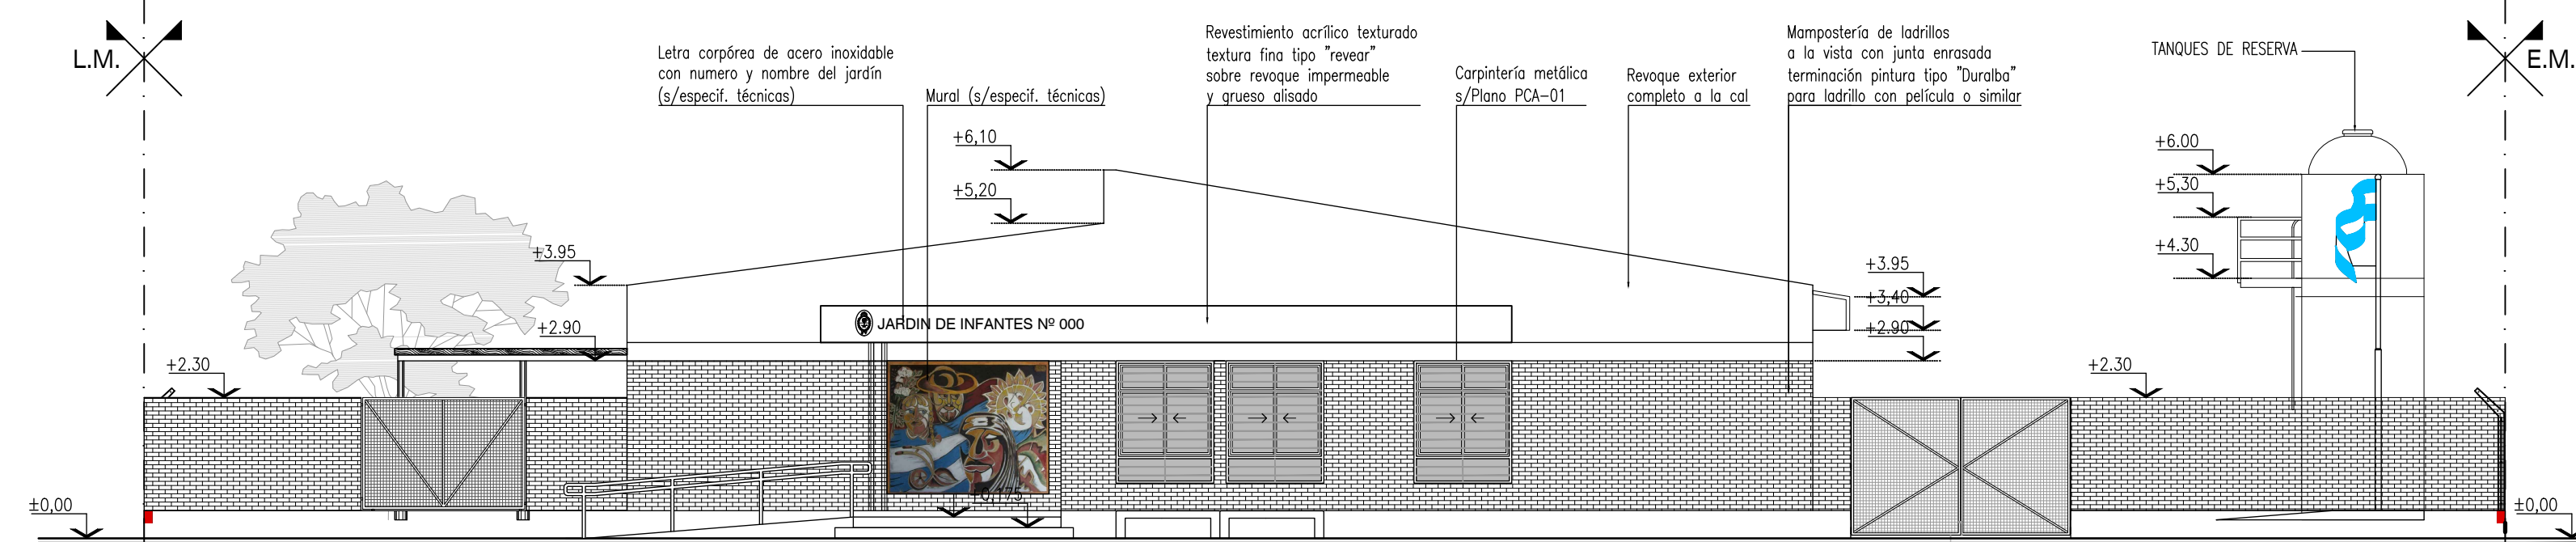 L.M.
Letra corpórea de acero inoxidable
con numero y nombre del jardín
(s/especif. técnicas)
Mural (s/especif. técnicas)
Revestimiento acrílico texturado
textura fina tipo "revear"
sobre revoque impermeable
y grueso alisado
Carpintería metálica
s/Plano PCA-01
Revoque exterior
completo a la cal
Mampostería de ladrillos
a la vista con junta enrasada
terminación pintura tipo "Duralba"
para ladrillo con película o similar
TANQUES DE RESERVA
E.M.
+6,10
+5,20
+6.00
+5,30
+4.30
+3.95
+2.90
+2.30
+3.95
+3,40
+2.90
+2.30
JARDIN DE INFANTES Nº 000
+0,175
±0,00
±0,00